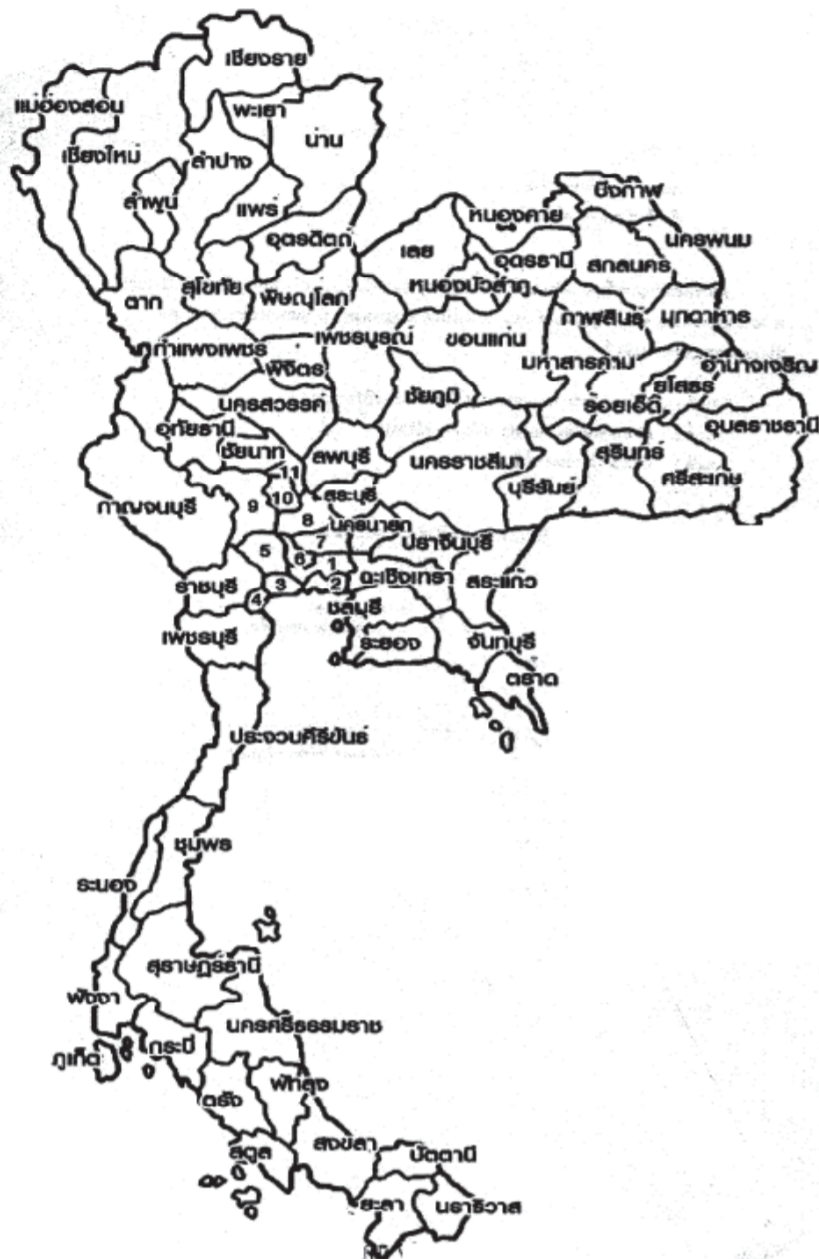 เชียงราย
แม่ฮ่องสอน
พะเยา
เชียงใหม่
ลำปาง
น่าน
ลำพูน
แพร่
บึงกาฬ
หนองคาย
อุตรดิตถ์
เลย
อุดรธานี
นครพนม
สกลนคร
ตาก
สุโขทัย
พิษณุโลก
หนองบัวลำภู
กำแพงเพชร
เพชรบูรณ์
ขอนแก่น
กาฬสินธุ์
มุกดาหาร
พิจิตร
มหาสารคาม
อำนาจเจริญ
ยโสธร
นครสวรรค์
ชัยภูมิ
ร้อยเอ็ด
อุบลราชธานี
อุทัยธานี
ชัยนาท
ลพบุรี
นครราชสีมา
สุรินทร์
ศรีสะเกษ
11
บุรีรัมย์
กาญจนบุรี
9
10
สระบุรี
8
นครนายก
7
ปราจีนบุรี
5
6
1
ฉะเชิงเทรา
สระแก้ว
ราชบุรี
3
2
4
ชลบุรี
เพชรบุรี
ระยอง
จันทบุรี
ตราด
ประจวบคีรีขันธ์
ชุมพร
ระนอง
สุราษฎร์ธานี
พังงา
นครศรีธรรมราช
ภูเก็ต
กระบี่
พัทลุง
ตรัง
สงขลา
สตูล
ปัตตานี
ยะลา
นราธิวาส